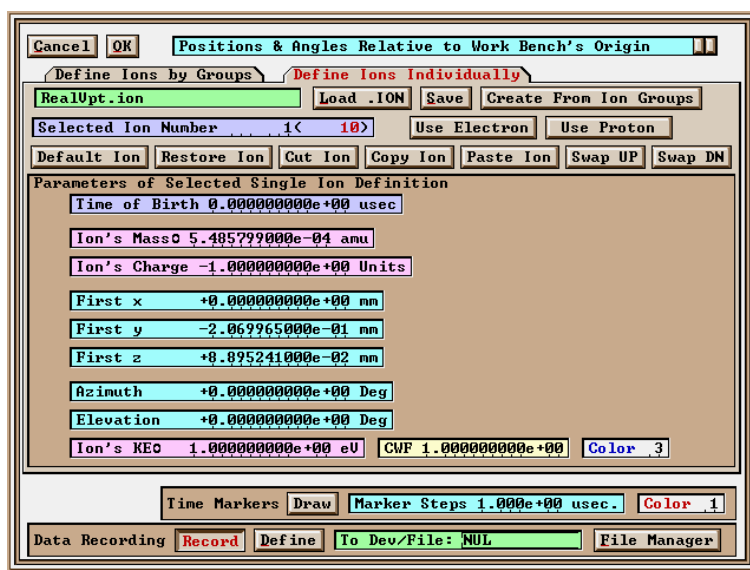 Cancel OK Positions & Angles Relative to Work Bench's Origin
Define Ions by Groups Define Ions Individually
RealVpt.ion Load .ION Save Create From Ion Groups
Selected Ion Number 1( 10) Use Electron Use Proton
Default Ion Restore Ion Cut Ion Copy Ion Paste Ion Swap UP Swap DN
Parameters of Selected Single Ion Definition
Time of Birth 0.000000000e+00 usec
Ion's Mass 5.485799000e-04 amu
Ion's Charge -1.000000000e+00 Units
First x +0.000000000e+00 mm
First y -2.069965000e-01 mm
First z +8.895241000e-02 mm
Azimuth +0.000000000e+00 Deg
Elevation +0.000000000e+00 Deg
Ion's KE 1.000000000e+00 eV CWF 1.000000000e+00 Color 3
Time Markers Draw Marker Steps 1.000e+00 usec. Color 1
Data Recording Record Define To Dev/File: NUL File Manager